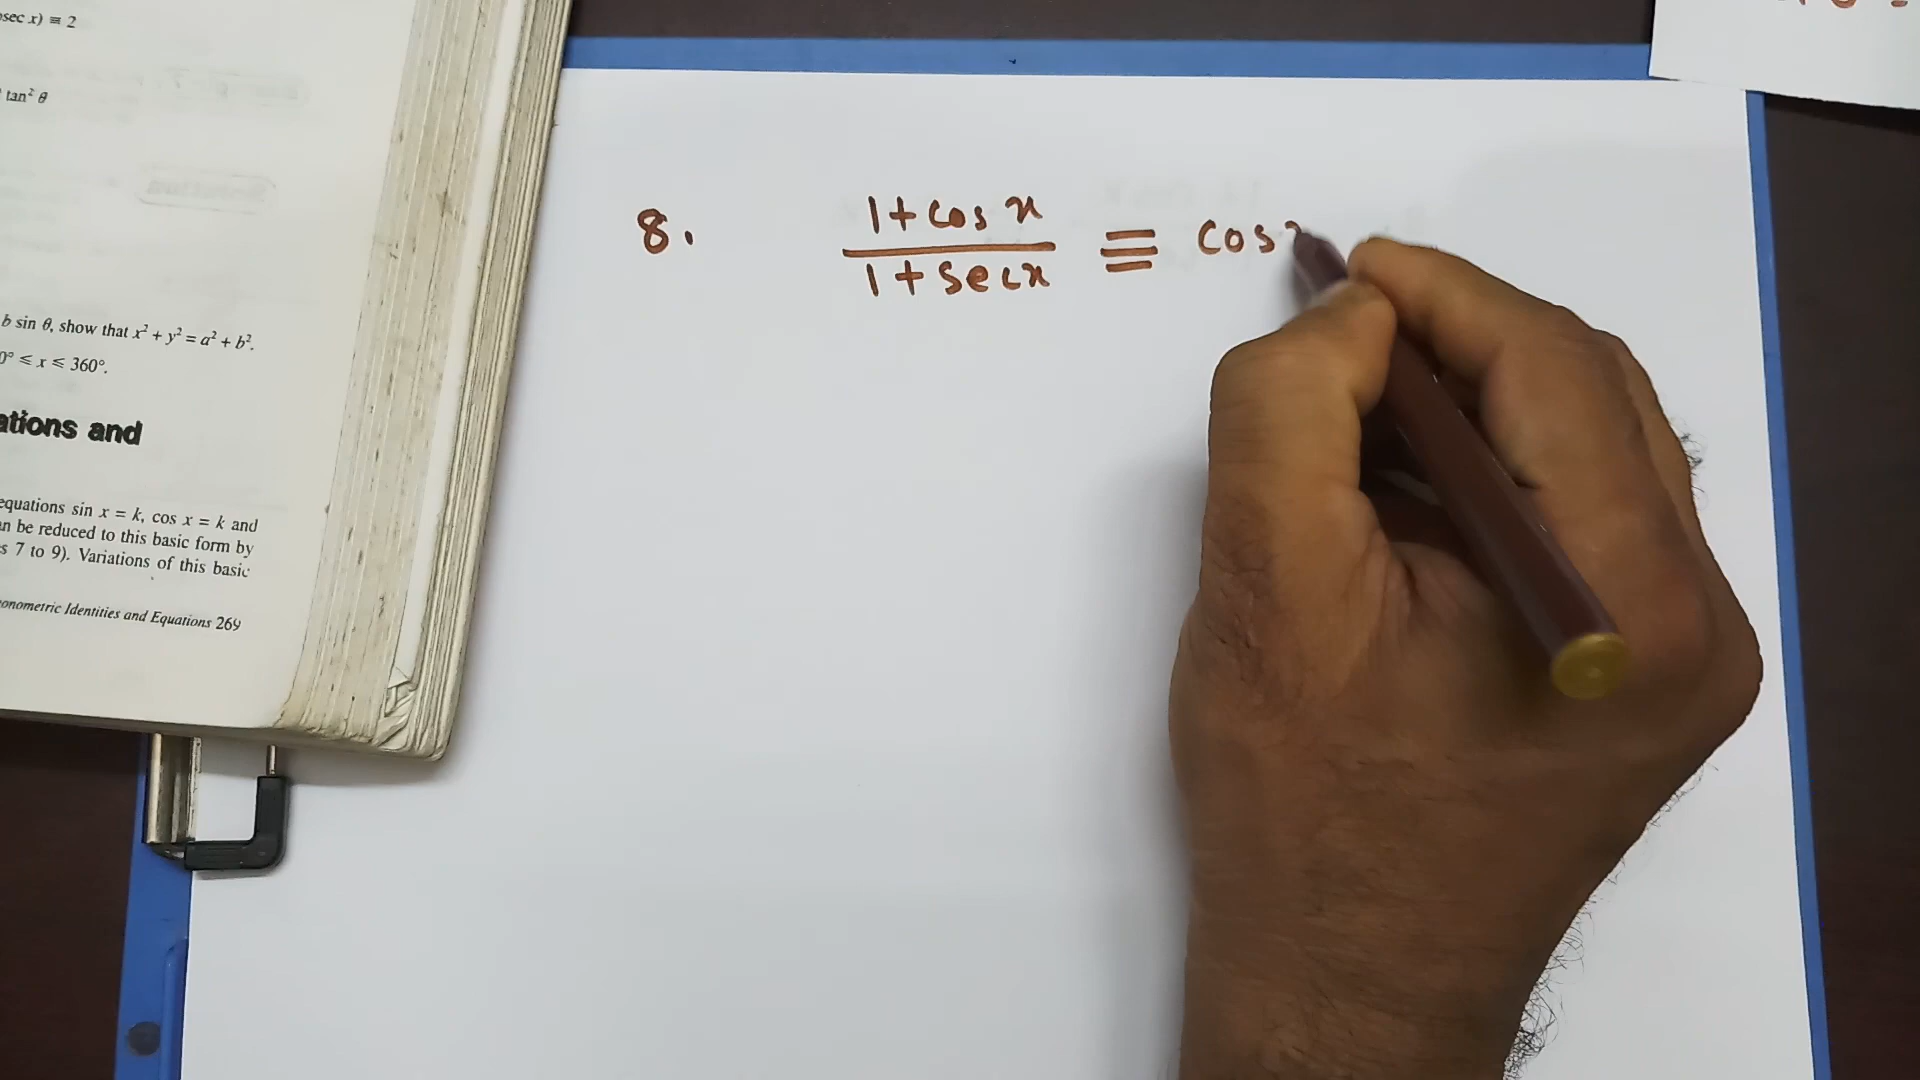 sec x) ≡ 2
tan² θ
b sin θ, show that x² + y² = a² + b².
0° ⩽ x ⩽ 360°.
ations and
equations sin x = k, cos x = k and
an be reduced to this basic form by
s 7 to 9). Variations of this basic
onometric Identities and Equations 269
8. (1+cos x)/(1+sec x) ≡ cos